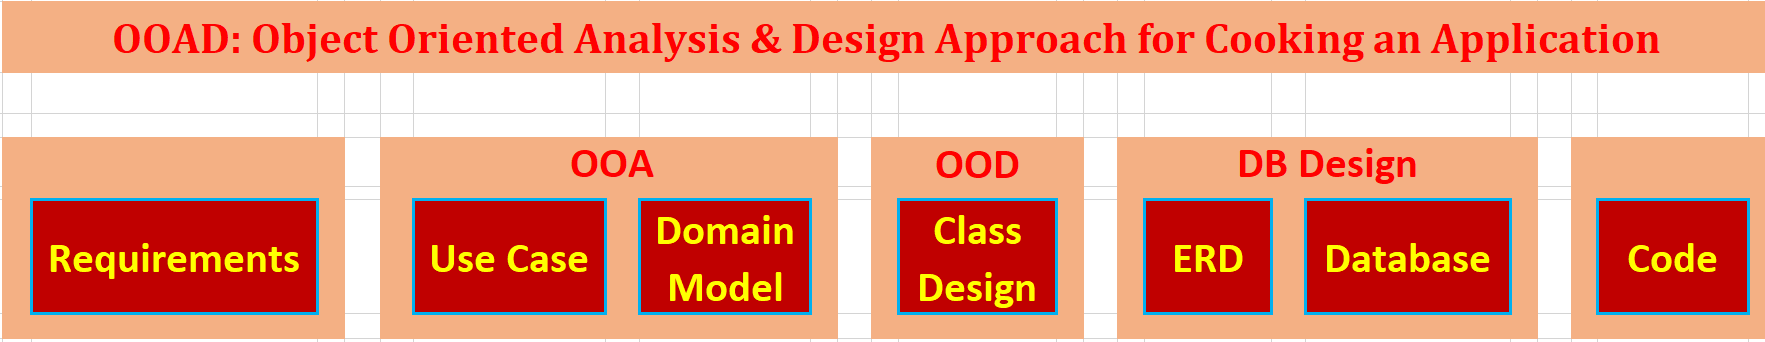 OOAD: Object Oriented Analysis & Design Approach for Cooking an Application
OOA
OOD
DB Design
Requirements
Use Case
Domain
Model
Class
Design
ERD
Database
Code